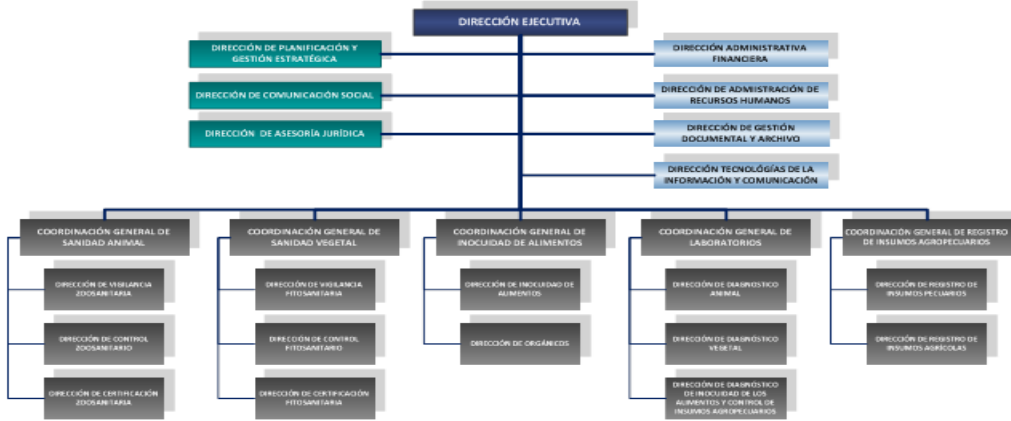 DIRECCIÓN EJECUTIVA
DIRECCIÓN DE PLANIFICACIÓN Y
GESTIÓN ESTRATÉGICA
DIRECCIÓN ADMINISTRATIVA
FINANCIERA
DIRECCIÓN DE COMUNICACIÓN SOCIAL
DIRECCIÓN DE ADMISTRACIÓN DE
RECURSOS HUMANOS
DIRECCIÓN DE ASESORÍA JURÍDICA
DIRECCIÓN DE GESTIÓN
DOCUMENTAL Y ARCHIVO
DIRECCIÓN TECNOLÓGÍAS DE LA
INFORMACIÓN Y COMUNICACIÓN
COORDINACIÓN GENERAL DE
SANIDAD ANIMAL
COORDINACIÓN GENERAL DE
SANIDAD VEGETAL
COORDINACIÓN GENERAL DE
INOCUIDAD DE ALIMENTOS
COORDINACIÓN GENERAL DE
LABORATORIOS
COORDINACIÓN GENERAL DE REGISTRO
DE INSUMOS AGROPECUARIOS
DIRECCIÓN DE VIGILANCIA
ZOOSANITARIA
DIRECCIÓN DE VIGILANCIA
FITOSANITARIA
DIRECCIÓN DE INOCUIDAD DE
ALIMENTOS
DIRECCIÓN DE DIAGNÓSTICO
ANIMAL
DIRECCIÓN DE REGISTRO DE
INSUMOS PECUARIOS
DIRECCIÓN DE CONTROL
ZOOSANITARIO
DIRECCIÓN DE CONTROL
FITOSANITARIO
DIRECCIÓN DE ORGÁNICOS
DIRECCIÓN DE DIAGNÓSTICO
VEGETAL
DIRECCIÓN DE REGISTRO DE
INSUMOS AGRÍCOLAS
DIRECCIÓN DE CERTIFICACIÓN
ZOOSANITARIA
DIRECCIÓN DE CERTIFICACIÓN
FITOSANITARIA
DIRECCIÓN DE DIAGNÓSTICO
DE INOCUIDAD DE LOS
ALIMENTOS Y CONTROL DE
INSUMOS AGROPECUARIOS